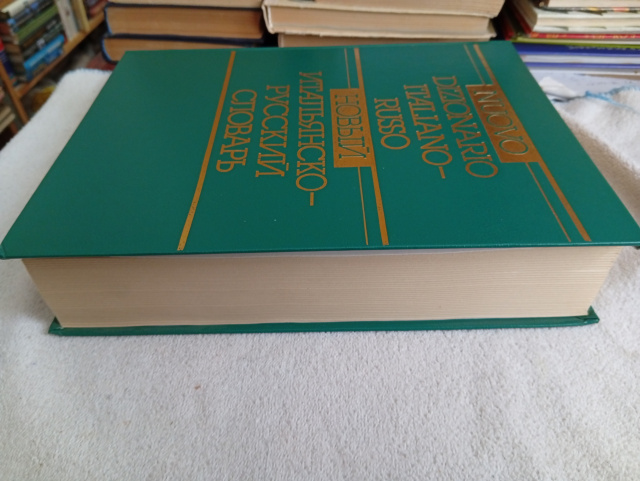 NUOVO
DIZIONARIO
ITALIANO-
RUSSO
НОВЫЙ
ИТАЛЬЯНСКО-
РУССКИЙ
СЛОВАРЬ